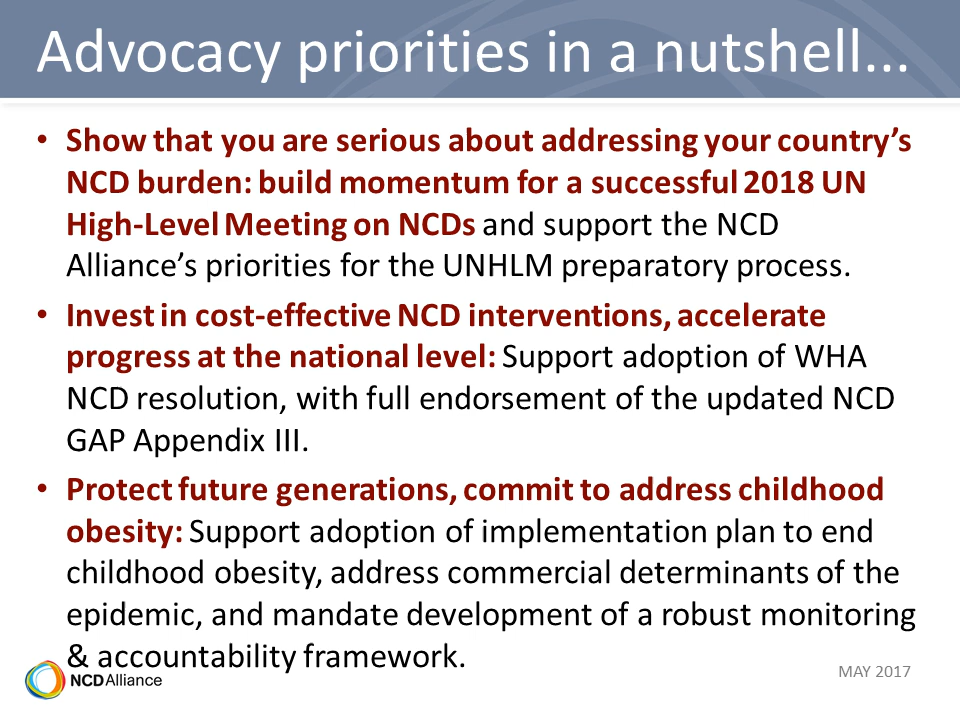 Advocacy priorities in a nutshell...
• Show that you are serious about addressing your country’s
NCD burden: build momentum for a successful 2018 UN
High-Level Meeting on NCDs and support the NCD
Alliance’s priorities for the UNHLM preparatory process.
• Invest in cost-effective NCD interventions, accelerate
progress at the national level: Support adoption of WHA
NCD resolution, with full endorsement of the updated NCD
GAP Appendix III.
• Protect future generations, commit to address childhood
obesity: Support adoption of implementation plan to end
childhood obesity, address commercial determinants of the
epidemic, and mandate development of a robust monitoring
& accountability framework.
NCD Alliance
MAY 2017